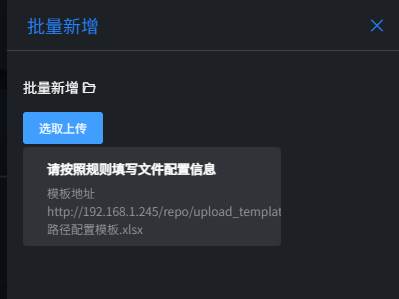 批量新增
批量新增
选取上传
请按照规则填写文件配置信息
模板地址
http://192.168.1.245/repo/upload_templat
路径配置模板.xlsx